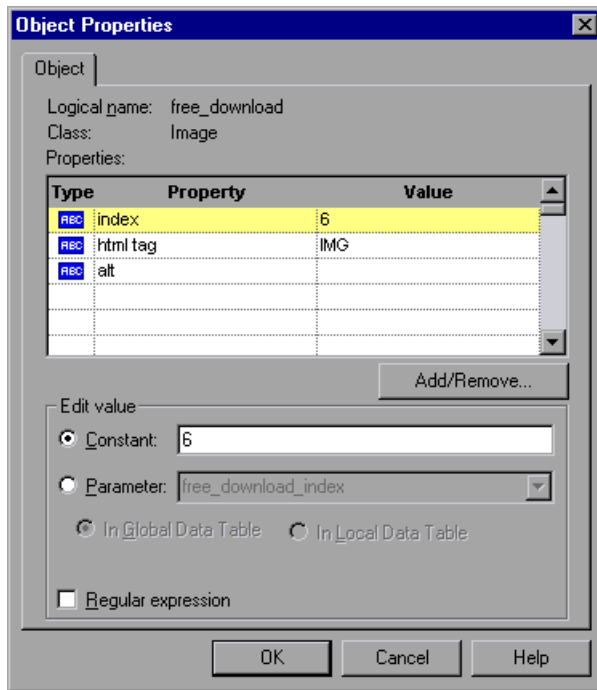 Object Properties
Object
Logical name: free_download
Class: Image
Properties:
Type Property Value
ABC index 6
ABC html tag IMG
ABC alt
Add/Remove...
Edit value
Constant: 6
Parameter: free_download_index
In Global Data Table In Local Data Table
Regular expression
OK Cancel Help